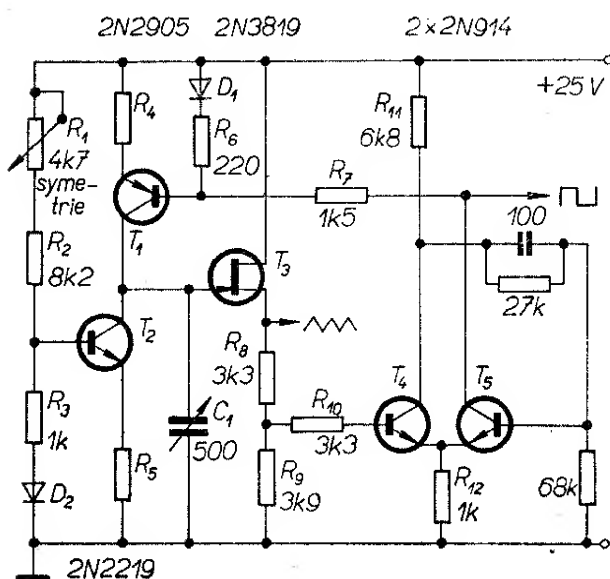 2N2905 2N3819 2×2N914
+25V
R4
D1
R11
6k8
R1
4k7
syme-
trie
R6
220
R7
1k5
100
T1
27k
R2
8k2
T3
T2
R8
3k3
T4 T5
R3
1k
C1
500
R10
3k3
D2
R5
R9
3k9
R12
1k
68k
2N2219